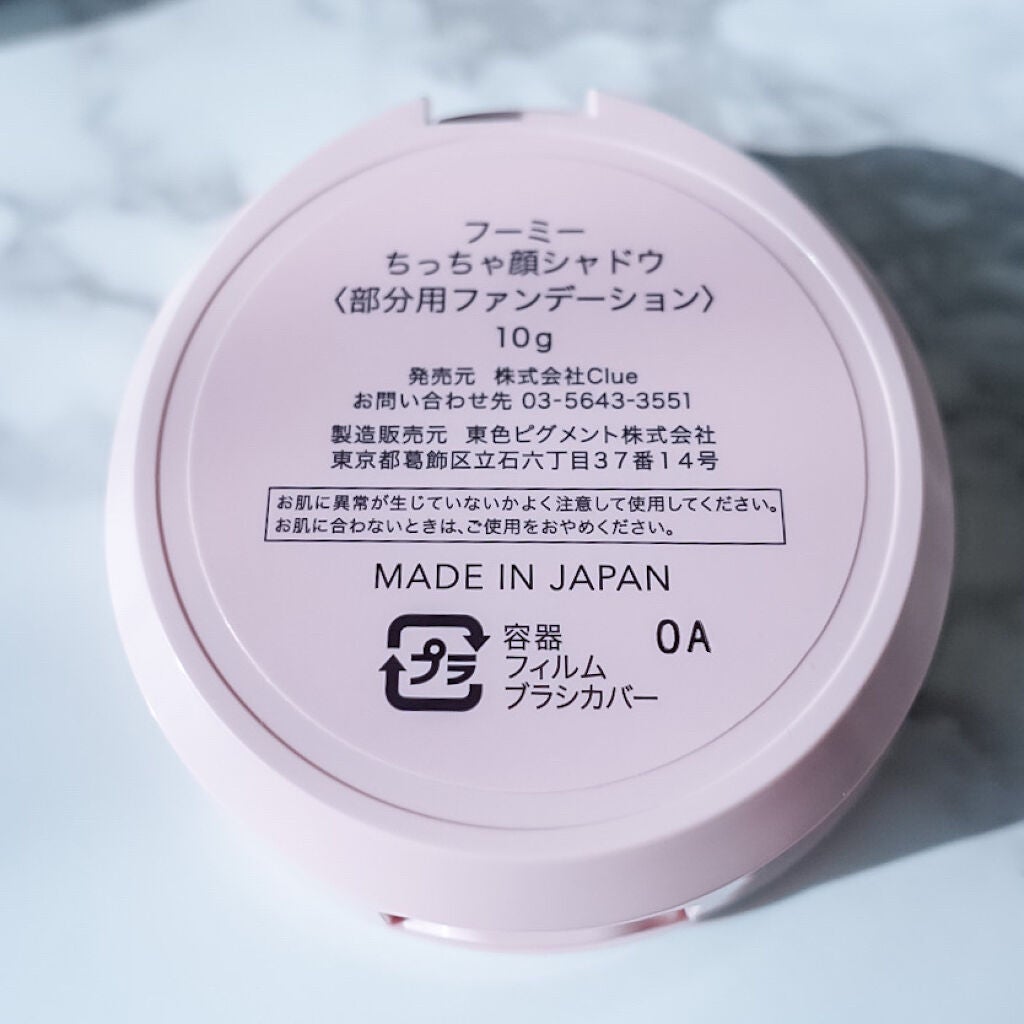 フーミー
ちっちゃ顔シャドウ
〈部分用ファンデーション〉
10g
発売元 株式会社Clue
お問い合わせ先 03-5643-3551
製造販売元 東色ピグメント株式会社
東京都葛飾区立石六丁目37番14号
お肌に異常が生じていないかよく注意して使用してください。
お肌に合わないときは、ご使用をおやめください。
MADE IN JAPAN
プラ
容器
フィルム
ブラシカバー
0A